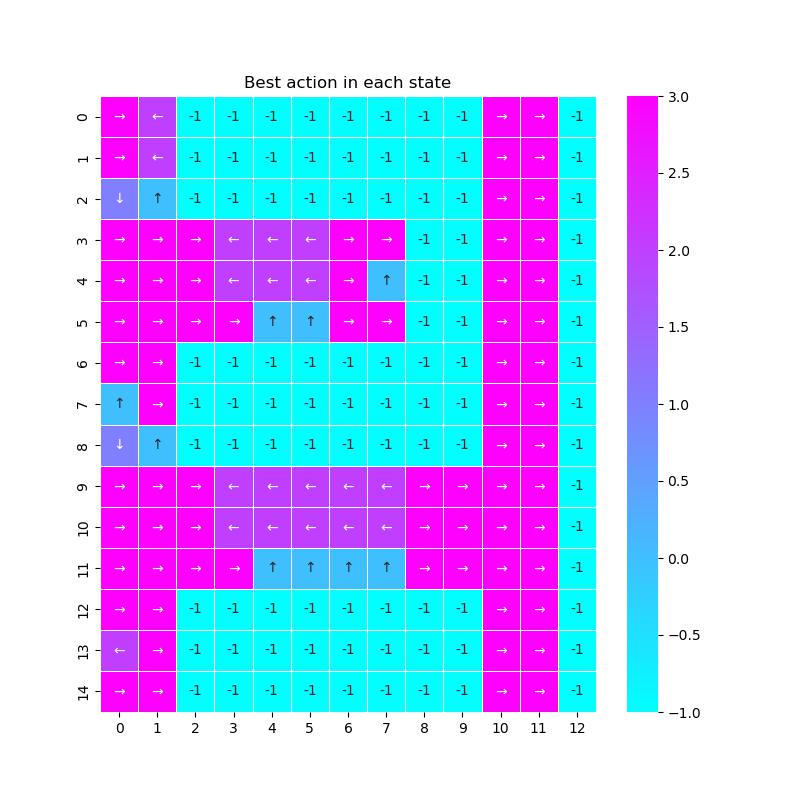 Best action in each state
0 → ← -1 -1 -1 -1 -1 -1 -1 -1 → → -1
1 → ← -1 -1 -1 -1 -1 -1 -1 -1 → → -1
2 ↓ ↑ -1 -1 -1 -1 -1 -1 -1 -1 → → -1
3 → → → ← ← ← → → -1 -1 → → -1
4 → → → ← ← ← → ↑ -1 -1 → → -1
5 → → → → ↑ ↑ → → -1 -1 → → -1
6 → → -1 -1 -1 -1 -1 -1 -1 -1 → → -1
7 ↑ → -1 -1 -1 -1 -1 -1 -1 -1 → → -1
8 ↓ ↑ -1 -1 -1 -1 -1 -1 -1 -1 → → -1
9 → → → ← ← ← ← ← → → → → -1
10 → → → ← ← ← ← ← → → → → -1
11 → → → → ↑ ↑ ↑ ↑ → → → → -1
12 → → -1 -1 -1 -1 -1 -1 -1 -1 → → -1
13 ← → -1 -1 -1 -1 -1 -1 -1 -1 → → -1
14 → → -1 -1 -1 -1 -1 -1 -1 -1 → → -1
0 1 2 3 4 5 6 7 8 9 10 11 12
3.0
2.5
2.0
1.5
1.0
0.5
0.0
−0.5
−1.0